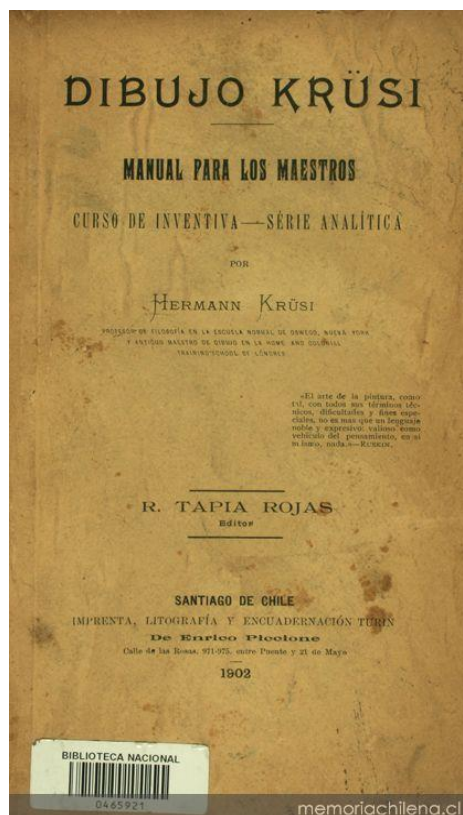 DIBUJO KRÜSI
MANUAL PARA LOS MAESTROS
CURSO DE INVENTIVA—SÉRIE ANALÍTICA
POR
HERMANN KRÜSI
PROFESOR DE FILOSOFÍA EN LA ESCUELA NORMAL DE OSWEGO, NUEVA YORK
Y ANTIGUO MAESTRO DE DIBUJO EN LA HOME AND COLONIAL
TRAINING SCHOOL DE LÓNDRES
«El arte de la pintura, como
tal, con todos sus términos téc-
nicos, dificultades y fines espe-
ciales, no es mas que un lenguaje
noble y expresivo: valioso como
vehículo del pensamiento, en sí
mismo, nada.»—RUSKIN.
R. TAPIA ROJAS
Editor
SANTIAGO DE CHILE
IMPRENTA, LITOGRAFÍA Y ENCUADERNACIÓN TURIN
De Enrico Piccione
Calle de las Rosas, 971-975, entre Puente y 21 de Mayo
1902
BIBLIOTECA NACIONAL
0465921
memoriachilena.cl